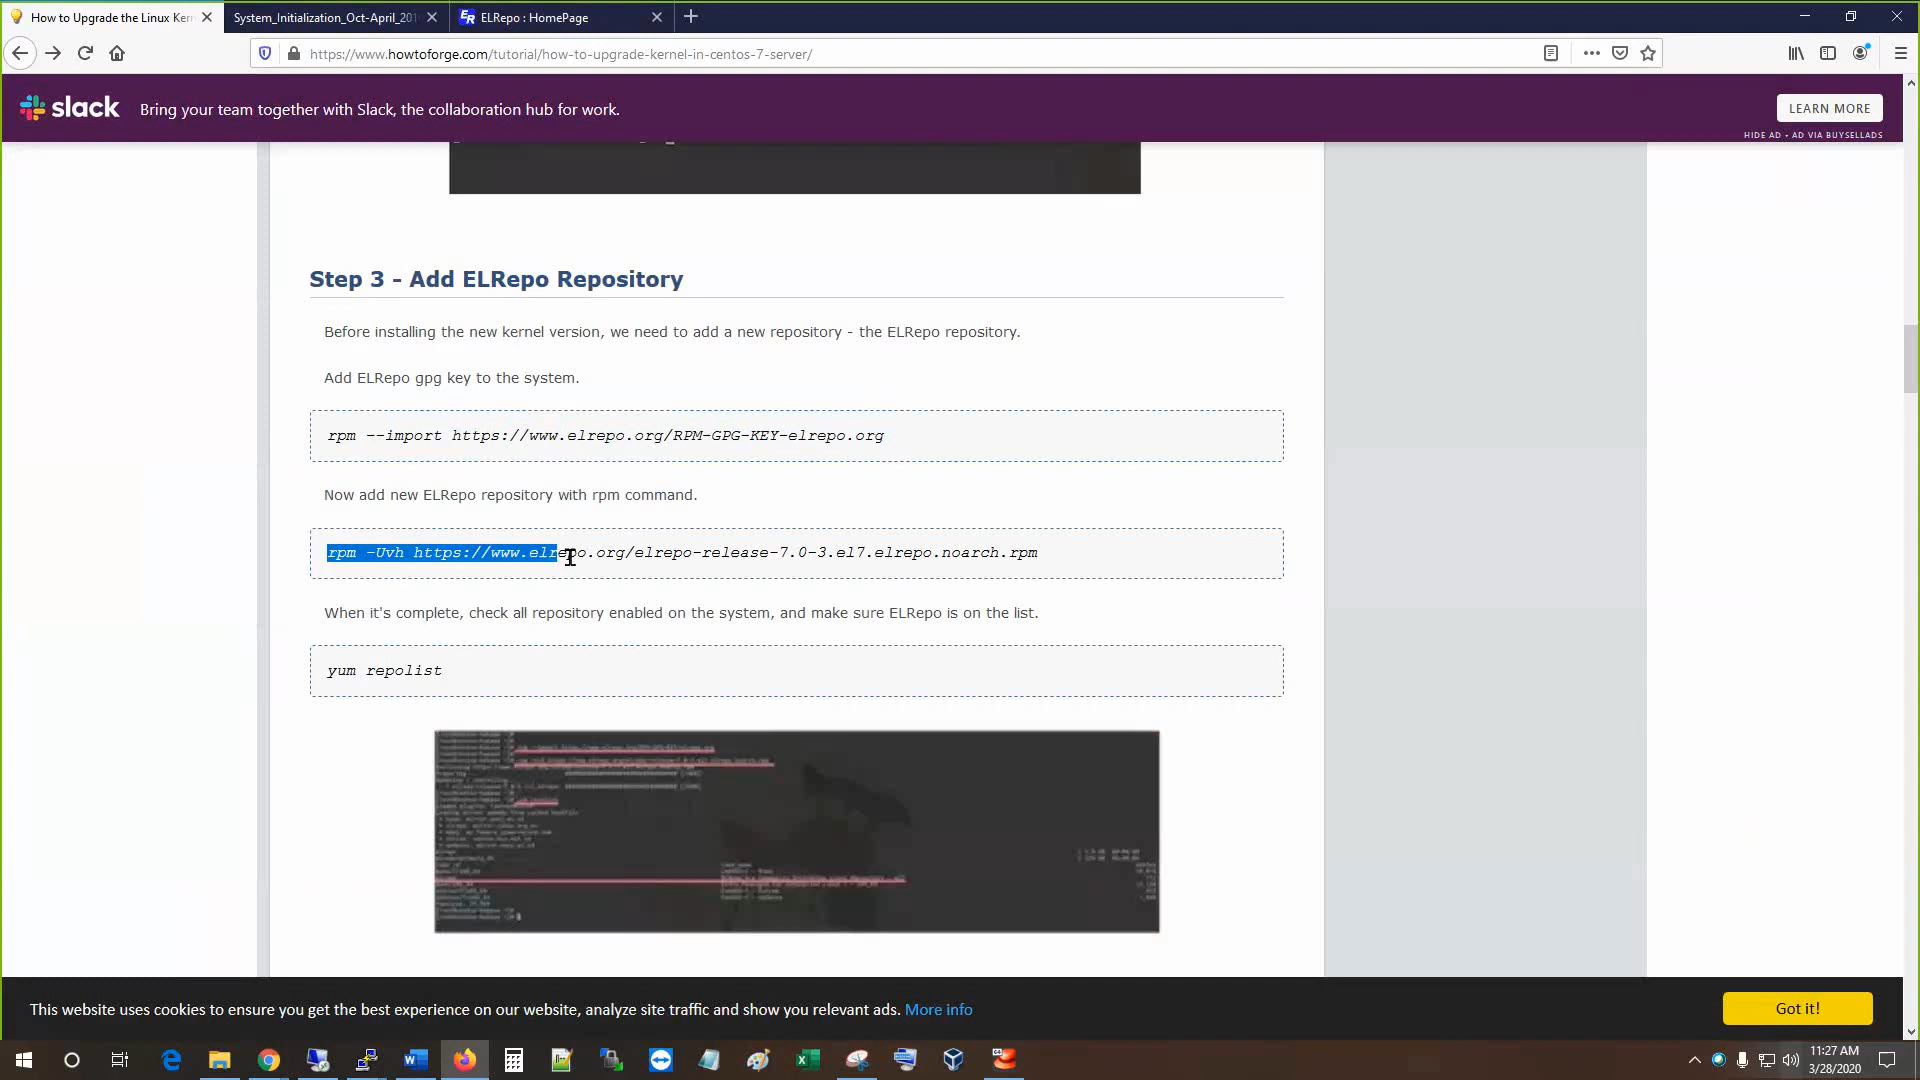 How to Upgrade the Linux Kern
System_Initialization_Oct-April_201
ER ELRepo : HomePage
https://www.howtoforge.com/tutorial/how-to-upgrade-kernel-in-centos-7-server/
slack Bring your team together with Slack, the collaboration hub for work.
LEARN MORE
HIDE AD • AD VIA BUYSELLADS
Step 3 - Add ELRepo Repository
Before installing the new kernel version, we need to add a new repository - the ELRepo repository.
Add ELRepo gpg key to the system.
rpm --import https://www.elrepo.org/RPM-GPG-KEY-elrepo.org
Now add new ELRepo repository with rpm command.
rpm -Uvh https://www.elrepo.org/elrepo-release-7.0-3.el7.elrepo.noarch.rpm
When it's complete, check all repository enabled on the system, and make sure ELRepo is on the list.
yum repolist
This website uses cookies to ensure you get the best experience on our website, analyze site traffic and show you relevant ads. More info
Got it!
11:27 AM
3/28/2020